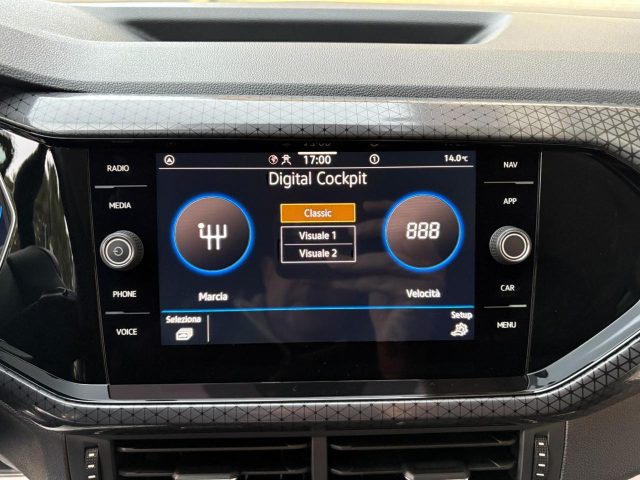 RADIO
MEDIA
PHONE
VOICE
17:00
1
14.0°C
Digital Cockpit
Classic
Visuale 1
Visuale 2
888
Marcia
Velocità
Seleziona
Setup
NAV
APP
CAR
MENU